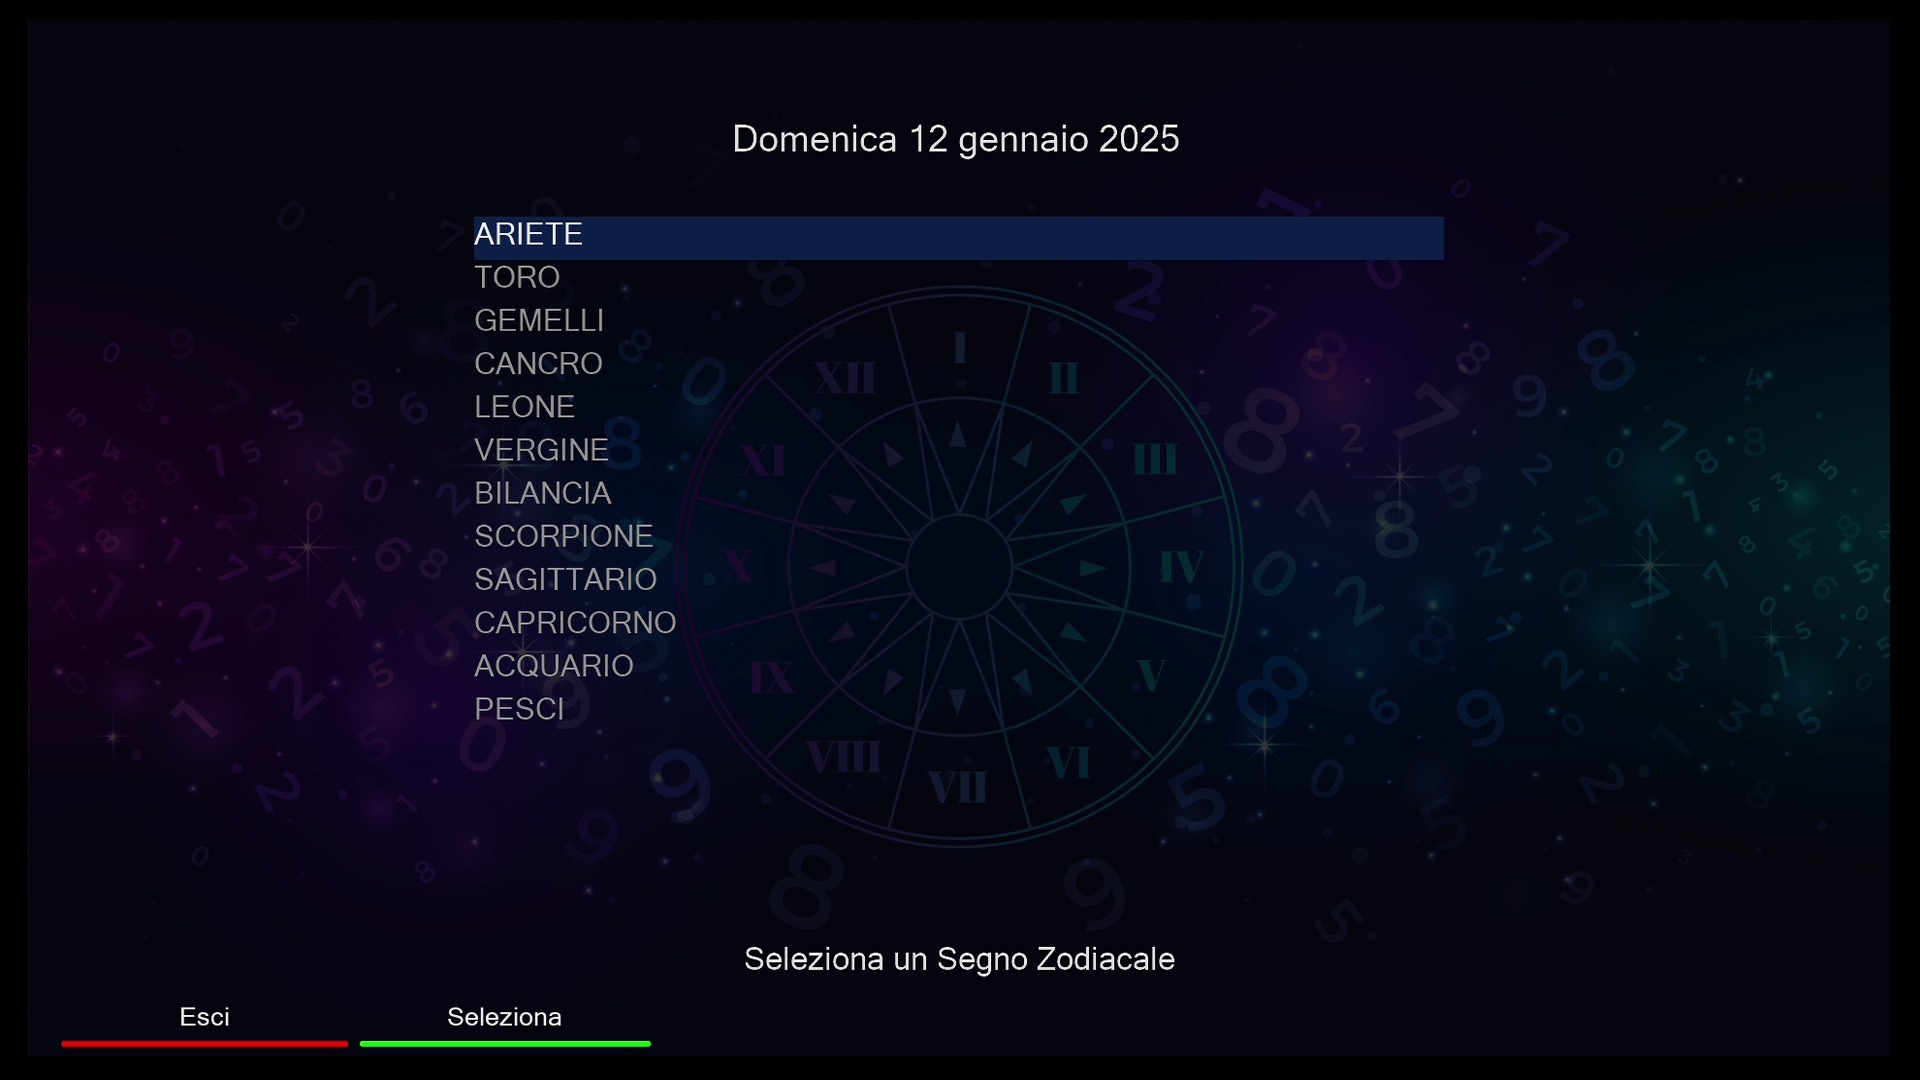 Domenica 12 gennaio 2025
ARIETE
TORO
GEMELLI
CANCRO
LEONE
VERGINE
BILANCIA
SCORPIONE
SAGITTARIO
CAPRICORNO
ACQUARIO
PESCI
I
II
III
IV
V
VI
VII
VIII
IX
X
XI
XII
Seleziona un Segno Zodiacale
Esci
Seleziona